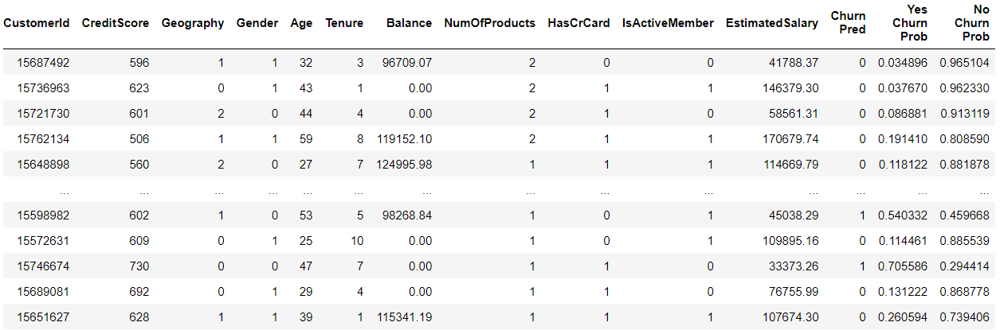 CustomerId CreditScore Geography Gender Age Tenure Balance NumOfProducts HasCrCard IsActiveMember EstimatedSalary Churn Pred Yes Churn Prob No Churn Prob
15687492 596 1 1 32 3 96709.07 2 0 0 41788.37 0 0.034896 0.965104
15736963 623 0 1 43 1 0.00 2 1 1 146379.30 0 0.037670 0.962330
15721730 601 2 0 44 4 0.00 2 1 0 58561.31 0 0.086881 0.913119
15762134 506 1 1 59 8 119152.10 2 1 1 170679.74 0 0.191410 0.808590
15648898 560 2 0 27 7 124995.98 1 1 1 114669.79 0 0.118122 0.881878
... ... ... ... ... ... ... ... ... ... ... ... ... ...
15598982 602 1 0 53 5 98268.84 1 0 1 45038.29 1 0.540332 0.459668
15572631 609 0 1 25 10 0.00 1 0 1 109895.16 0 0.114461 0.885539
15746674 730 0 0 47 7 0.00 1 1 0 33373.26 1 0.705586 0.294414
15689081 692 0 1 29 4 0.00 1 1 0 76755.99 0 0.131222 0.868778
15651627 628 1 1 39 1 115341.19 1 1 1 107674.30 0 0.260594 0.739406